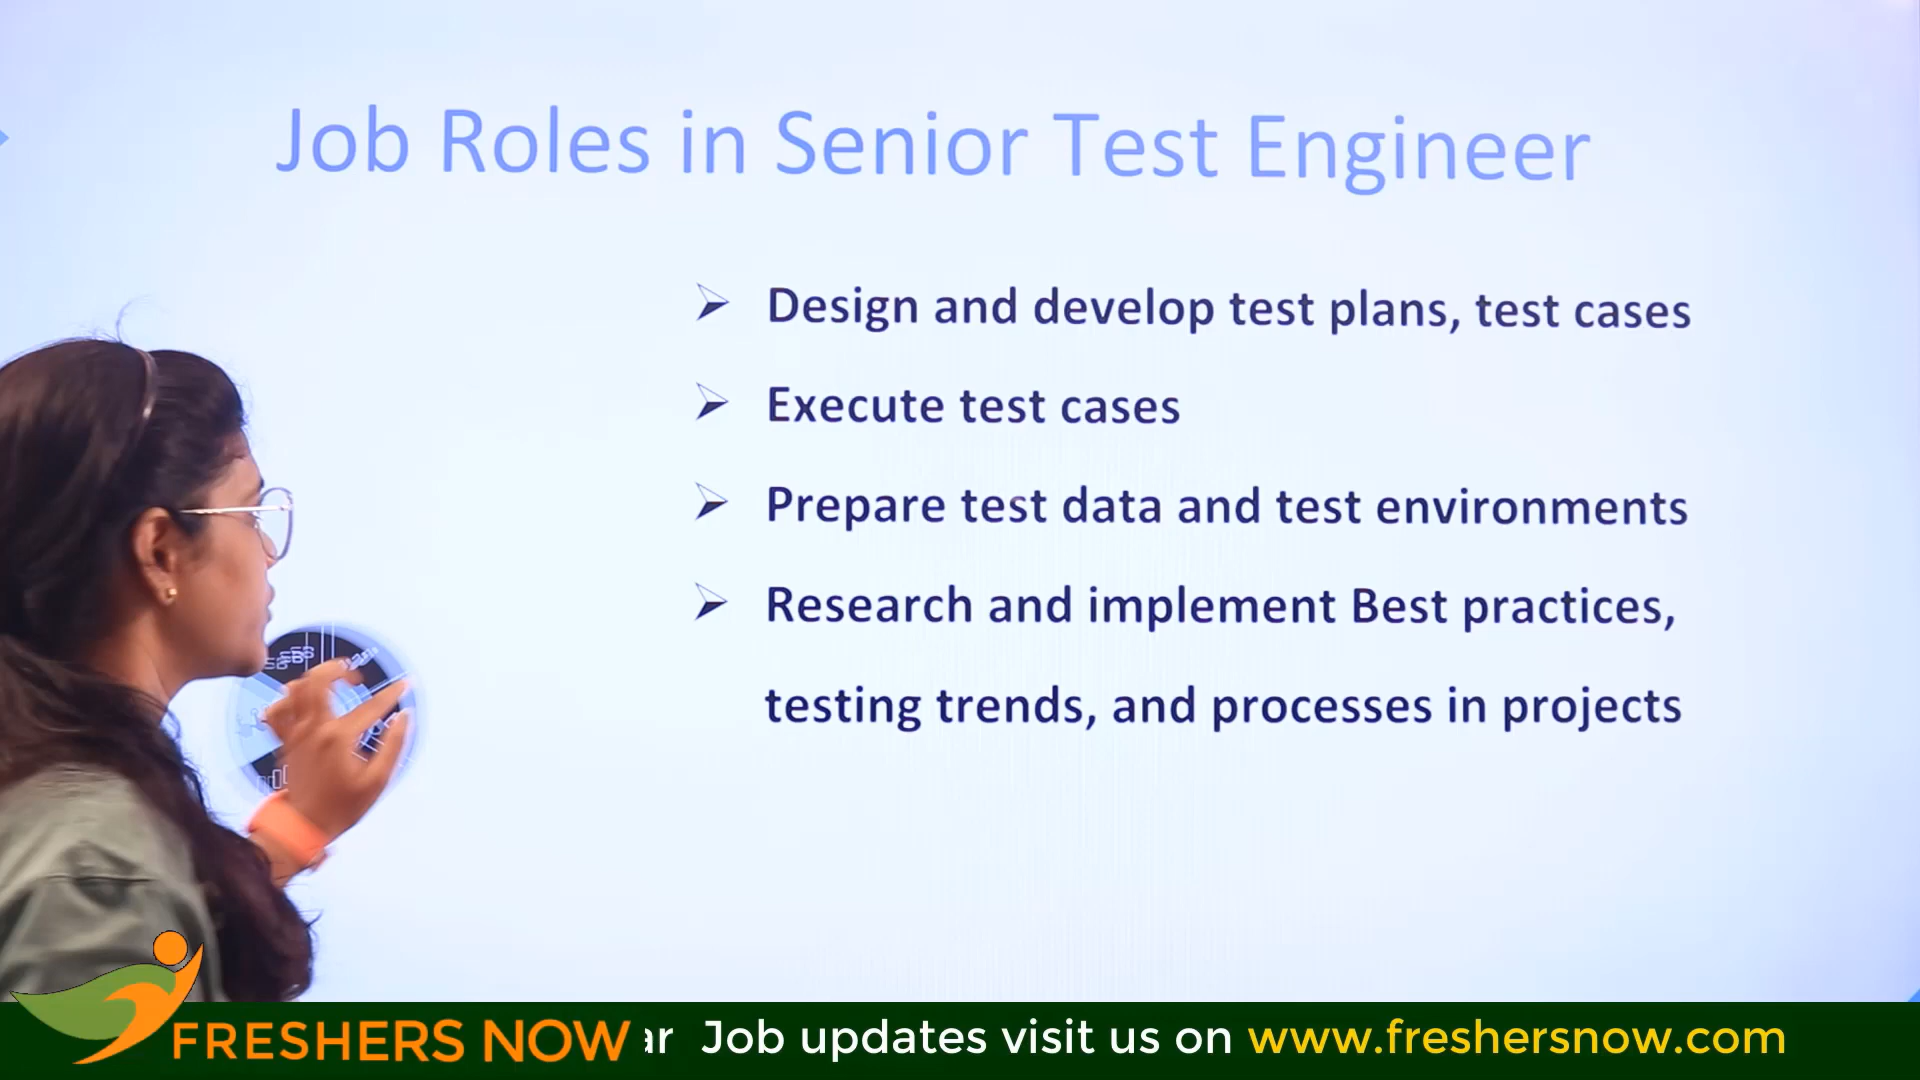 Job Roles in Senior Test Engineer
Design and develop test plans, test cases
Execute test cases
Prepare test data and test environments
Research and implement Best practices,
testing trends, and processes in projects
FRESHERS NOW
ar Job updates visit us on www.freshersnow.com